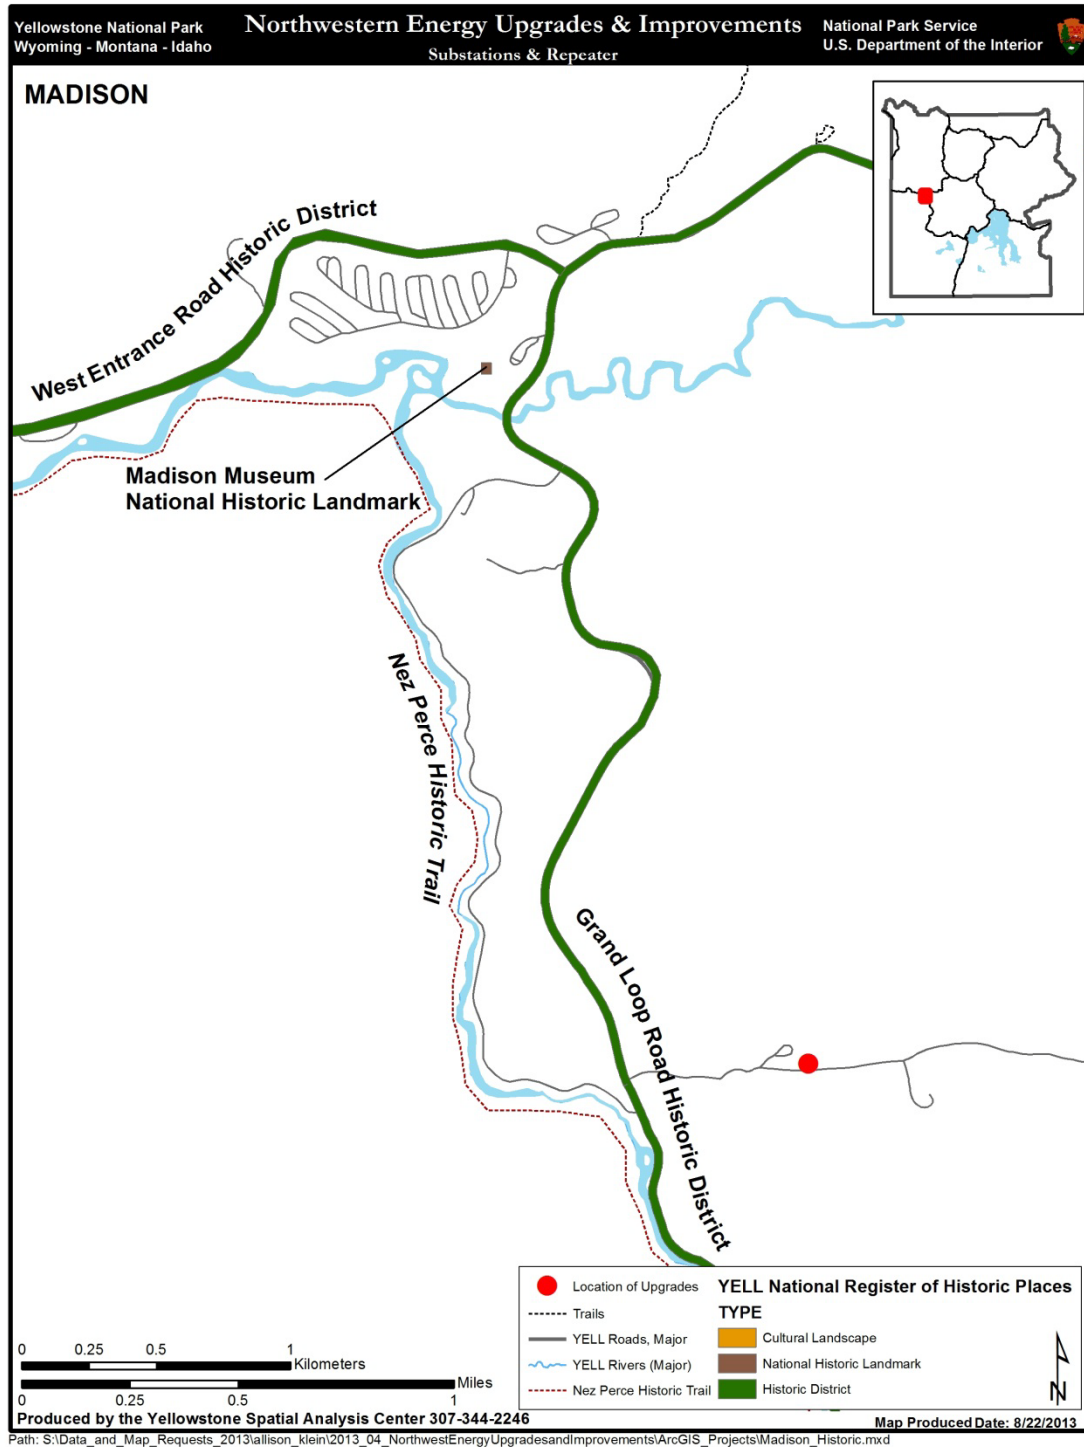 Yellowstone National Park
Wyoming - Montana - Idaho
Northwestern Energy Upgrades & Improvements
Substations & Repeater
National Park Service
U.S. Department of the Interior
MADISON
West Entrance Road Historic District
Madison Museum
National Historic Landmark
Nez Perce Historic Trail
Grand Loop Road Historic District
Location of Upgrades
Trails
YELL Roads, Major
YELL Rivers (Major)
Nez Perce Historic Trail
YELL National Register of Historic Places
TYPE
Cultural Landscape
National Historic Landmark
Historic District
N
0 0.25 0.5 1
Kilometers
Miles
0 0.25 0.5 1
Produced by the Yellowstone Spatial Analysis Center 307-344-2246
Map Produced Date: 8/22/2013
Path: S:\Data_and_Map_Requests_2013\allison_klein\2013_04_NorthwestEnergyUpgradesandImprovements\ArcGIS_Projects\Madison_Historic.mxd